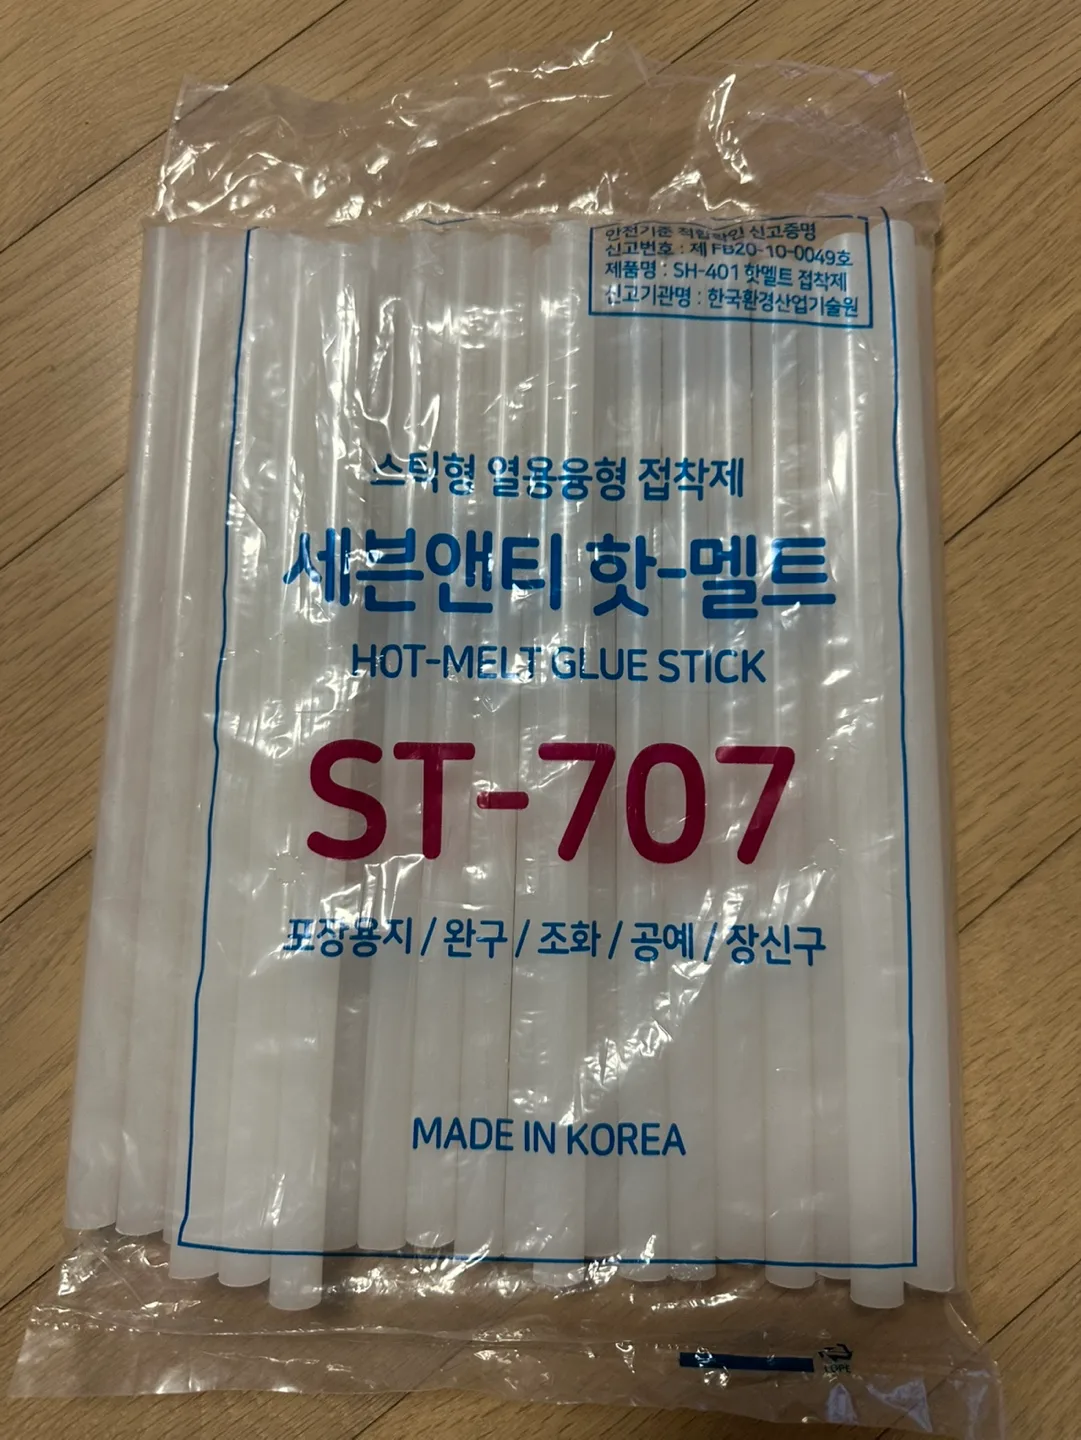 안전기준 적합확인 신고증명
신고번호 : 제 FB20-10-0049호
제품명 : SH-401 핫멜트 접착제
신고기관명 : 한국환경산업기술원
스틱형 열용융형 접착제
세븐앤티 핫-멜트
HOT-MELT GLUE STICK
ST-707
포장용지 / 완구 / 조화 / 공예 / 장신구
MADE IN KOREA
LDPE